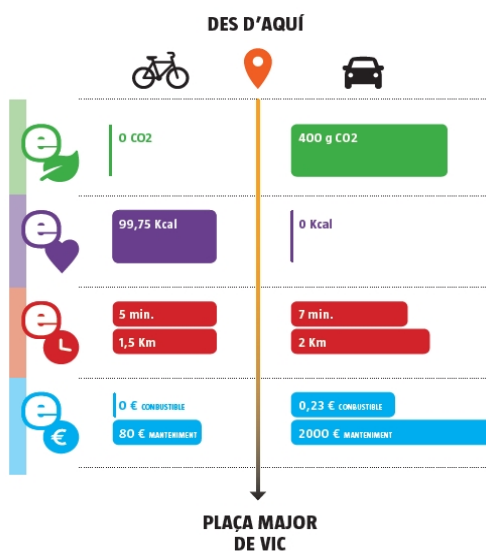 DES D'AQUÍ
e
0 CO2
400 g CO2
e
99,75 Kcal
0 Kcal
e
5 min.
7 min.
1,5 Km
2 Km
e
€
0 € COMBUSTIBLE
0,23 € COMBUSTIBLE
80 € MANTENIMENT
2000 € MANTENIMENT
PLAÇA MAJOR
DE VIC